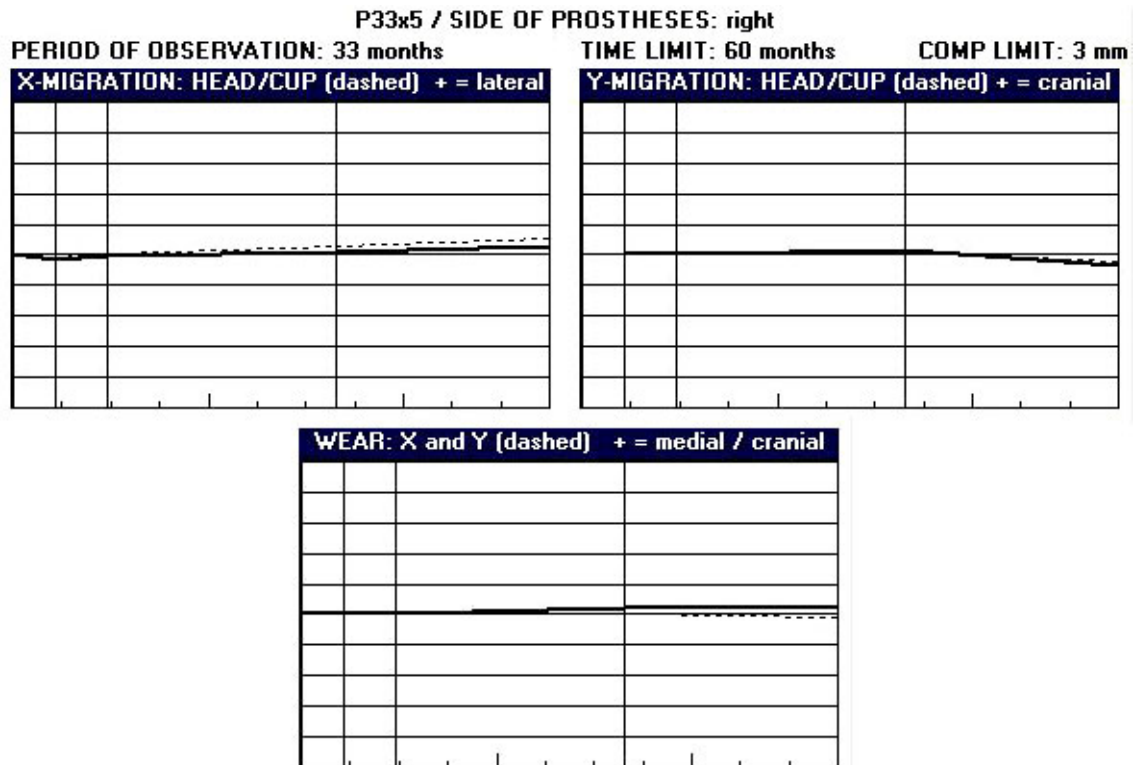 P33x5 / SIDE OF PROSTHESES: right
PERIOD OF OBSERVATION: 33 months TIME LIMIT: 60 months COMP LIMIT: 3 mm
X-MIGRATION: HEAD/CUP (dashed) + = lateral
Y-MIGRATION: HEAD/CUP (dashed) + = cranial
WEAR: X and Y (dashed) + = medial / cranial